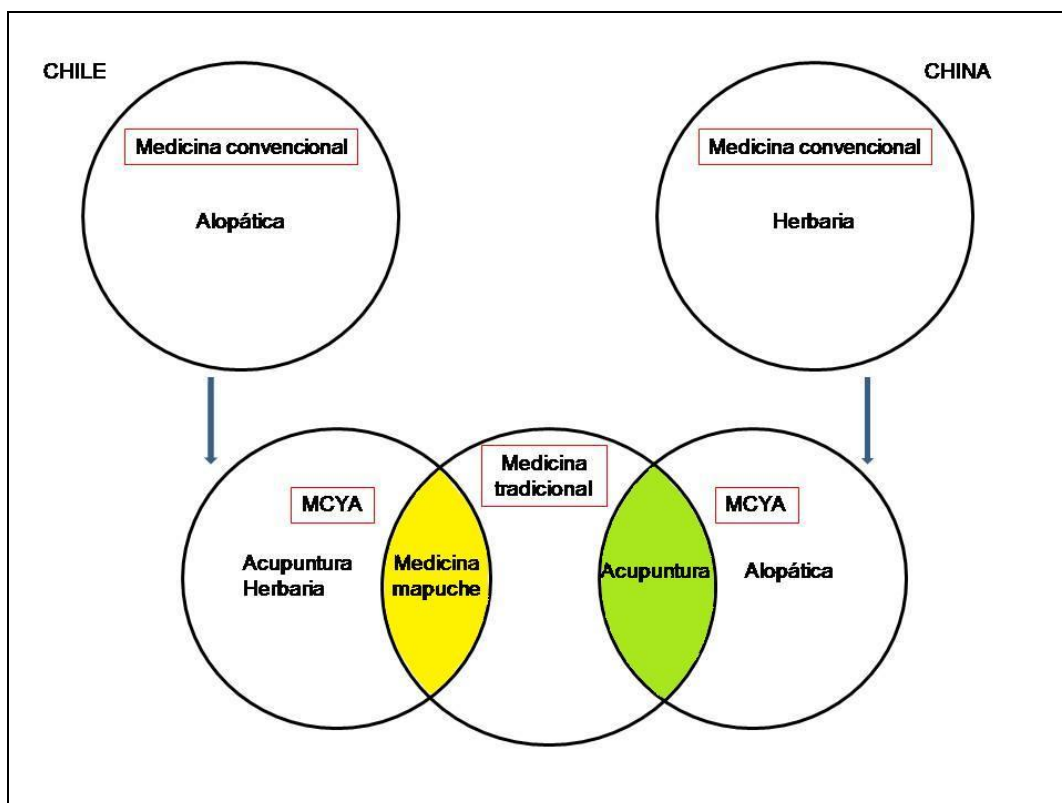 CHILE
CHINA
Medicina convencional
Alopática
Medicina convencional
Herbaria
MCYA
Acupuntura
Herbaria
Medicina
mapuche
Medicina
tradicional
Acupuntura
MCYA
Alopática